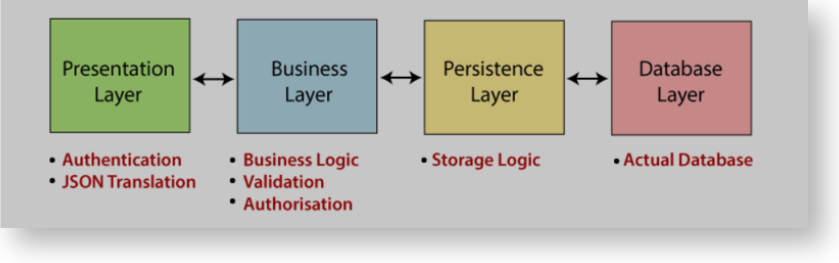 Presentation
Layer
Business
Layer
Persistence
Layer
Database
Layer
• Authentication
• JSON Translation
• Business Logic
• Validation
• Authorisation
• Storage Logic
• Actual Database